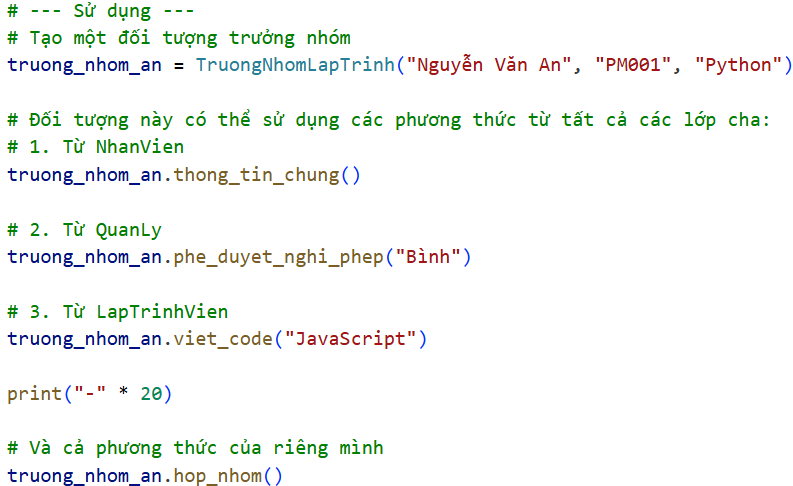 # --- Sử dụng ---
# Tạo một đối tượng trưởng nhóm
truong_nhom_an = TruongNhomLapTrinh("Nguyễn Văn An", "PM001", "Python")
# Đối tượng này có thể sử dụng các phương thức từ tất cả các lớp cha:
# 1. Từ NhanVien
truong_nhom_an.thong_tin_chung()
# 2. Từ QuanLy
truong_nhom_an.phe_duyet_nghi_phep("Bình")
# 3. Từ LapTrinhVien
truong_nhom_an.viet_code("JavaScript")
print("-" * 20)
# Và cả phương thức của riêng mình
truong_nhom_an.hop_nhom()